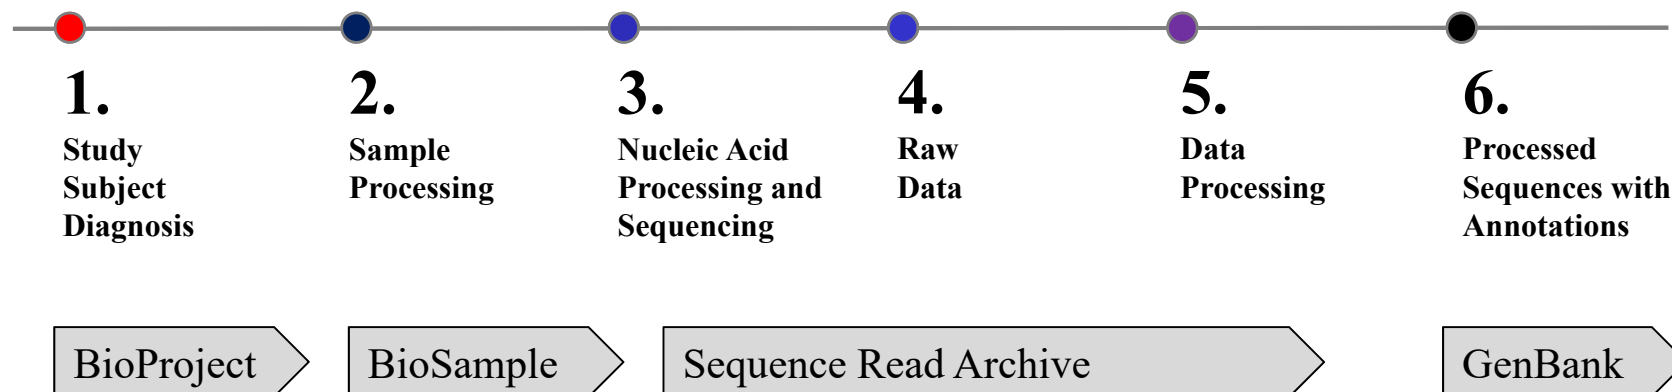 1.
Study
Subject
Diagnosis
2.
Sample
Processing
3.
Nucleic Acid
Processing and
Sequencing
4.
Raw
Data
5.
Data
Processing
6.
Processed
Sequences with
Annotations
BioProject
BioSample
Sequence Read Archive
GenBank